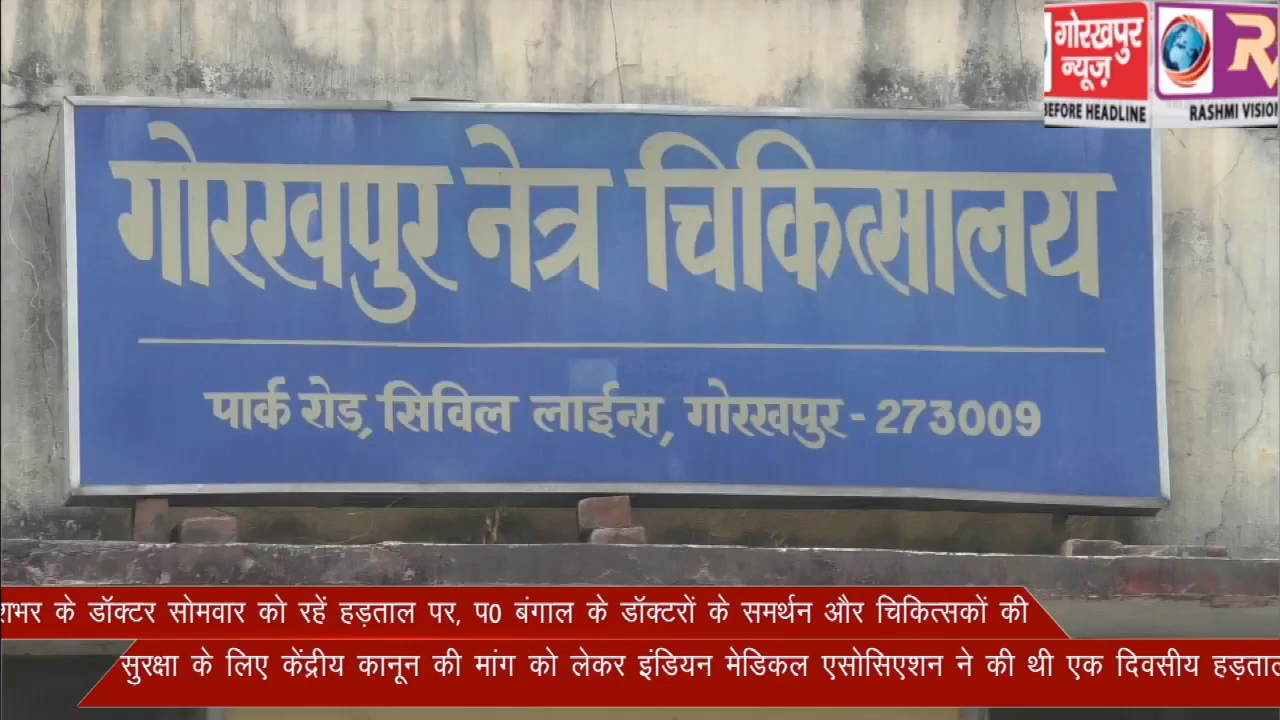 गोरखपुर
न्यूज़
BEFORE HEADLINE
R
RASHMI VISION
गोरखपुर नेत्र चिकित्सालय
पार्क रोड, सिविल लाईन्स, गोरखपुर - 273009
के डॉक्टर सोमवार को रहें हड़ताल पर, प0 बंगाल के डॉक्टरों के समर्थन और चिकित्सकों की
सुरक्षा के लिए केंद्रीय कानून की मांग को लेकर इंडियन मेडिकल एसोसिएशन ने की थी एक दिवसीय हड़ताल